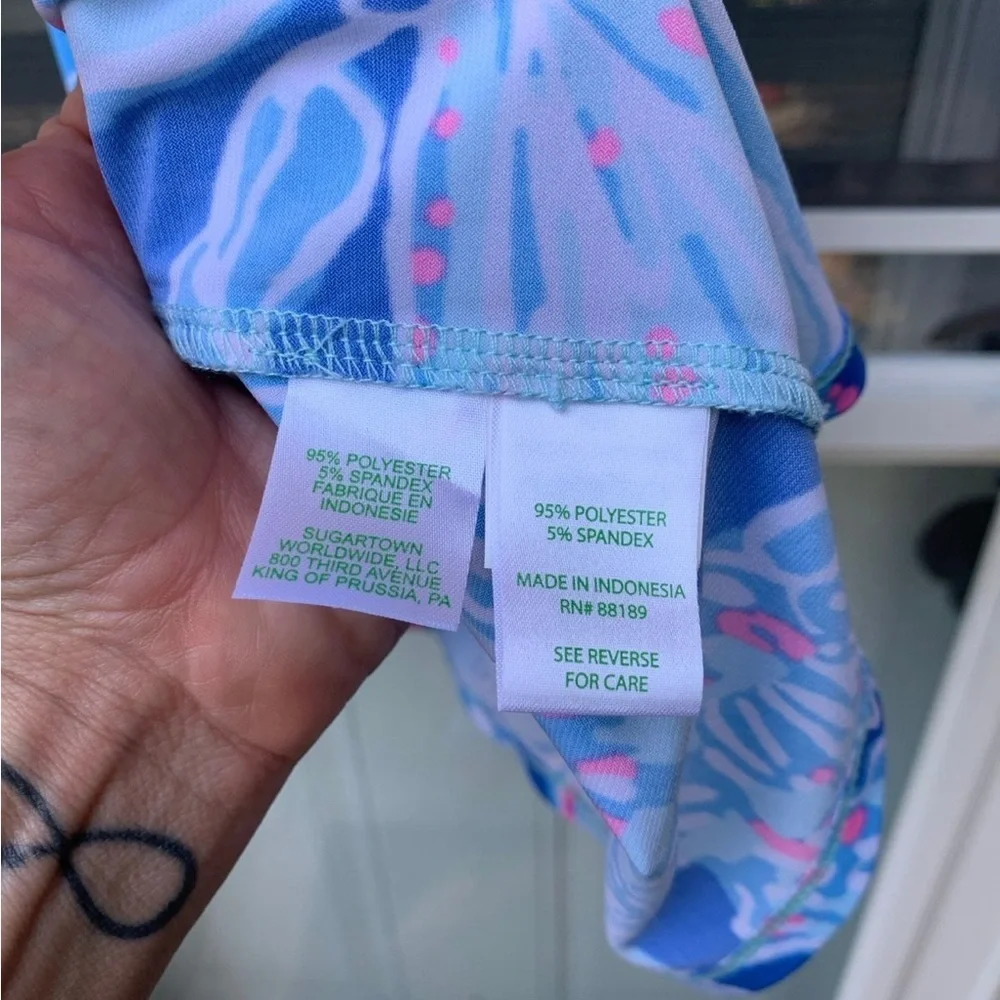 95% POLYESTER
5% SPANDEX
FABRIQUE EN
INDONESIE
SUGARTOWN
WORLDWIDE, LLC
800 THIRD AVENUE
KING OF PRUSSIA, PA
95% POLYESTER
5% SPANDEX
MADE IN INDONESIA
RN# 88189
SEE REVERSE
FOR CARE